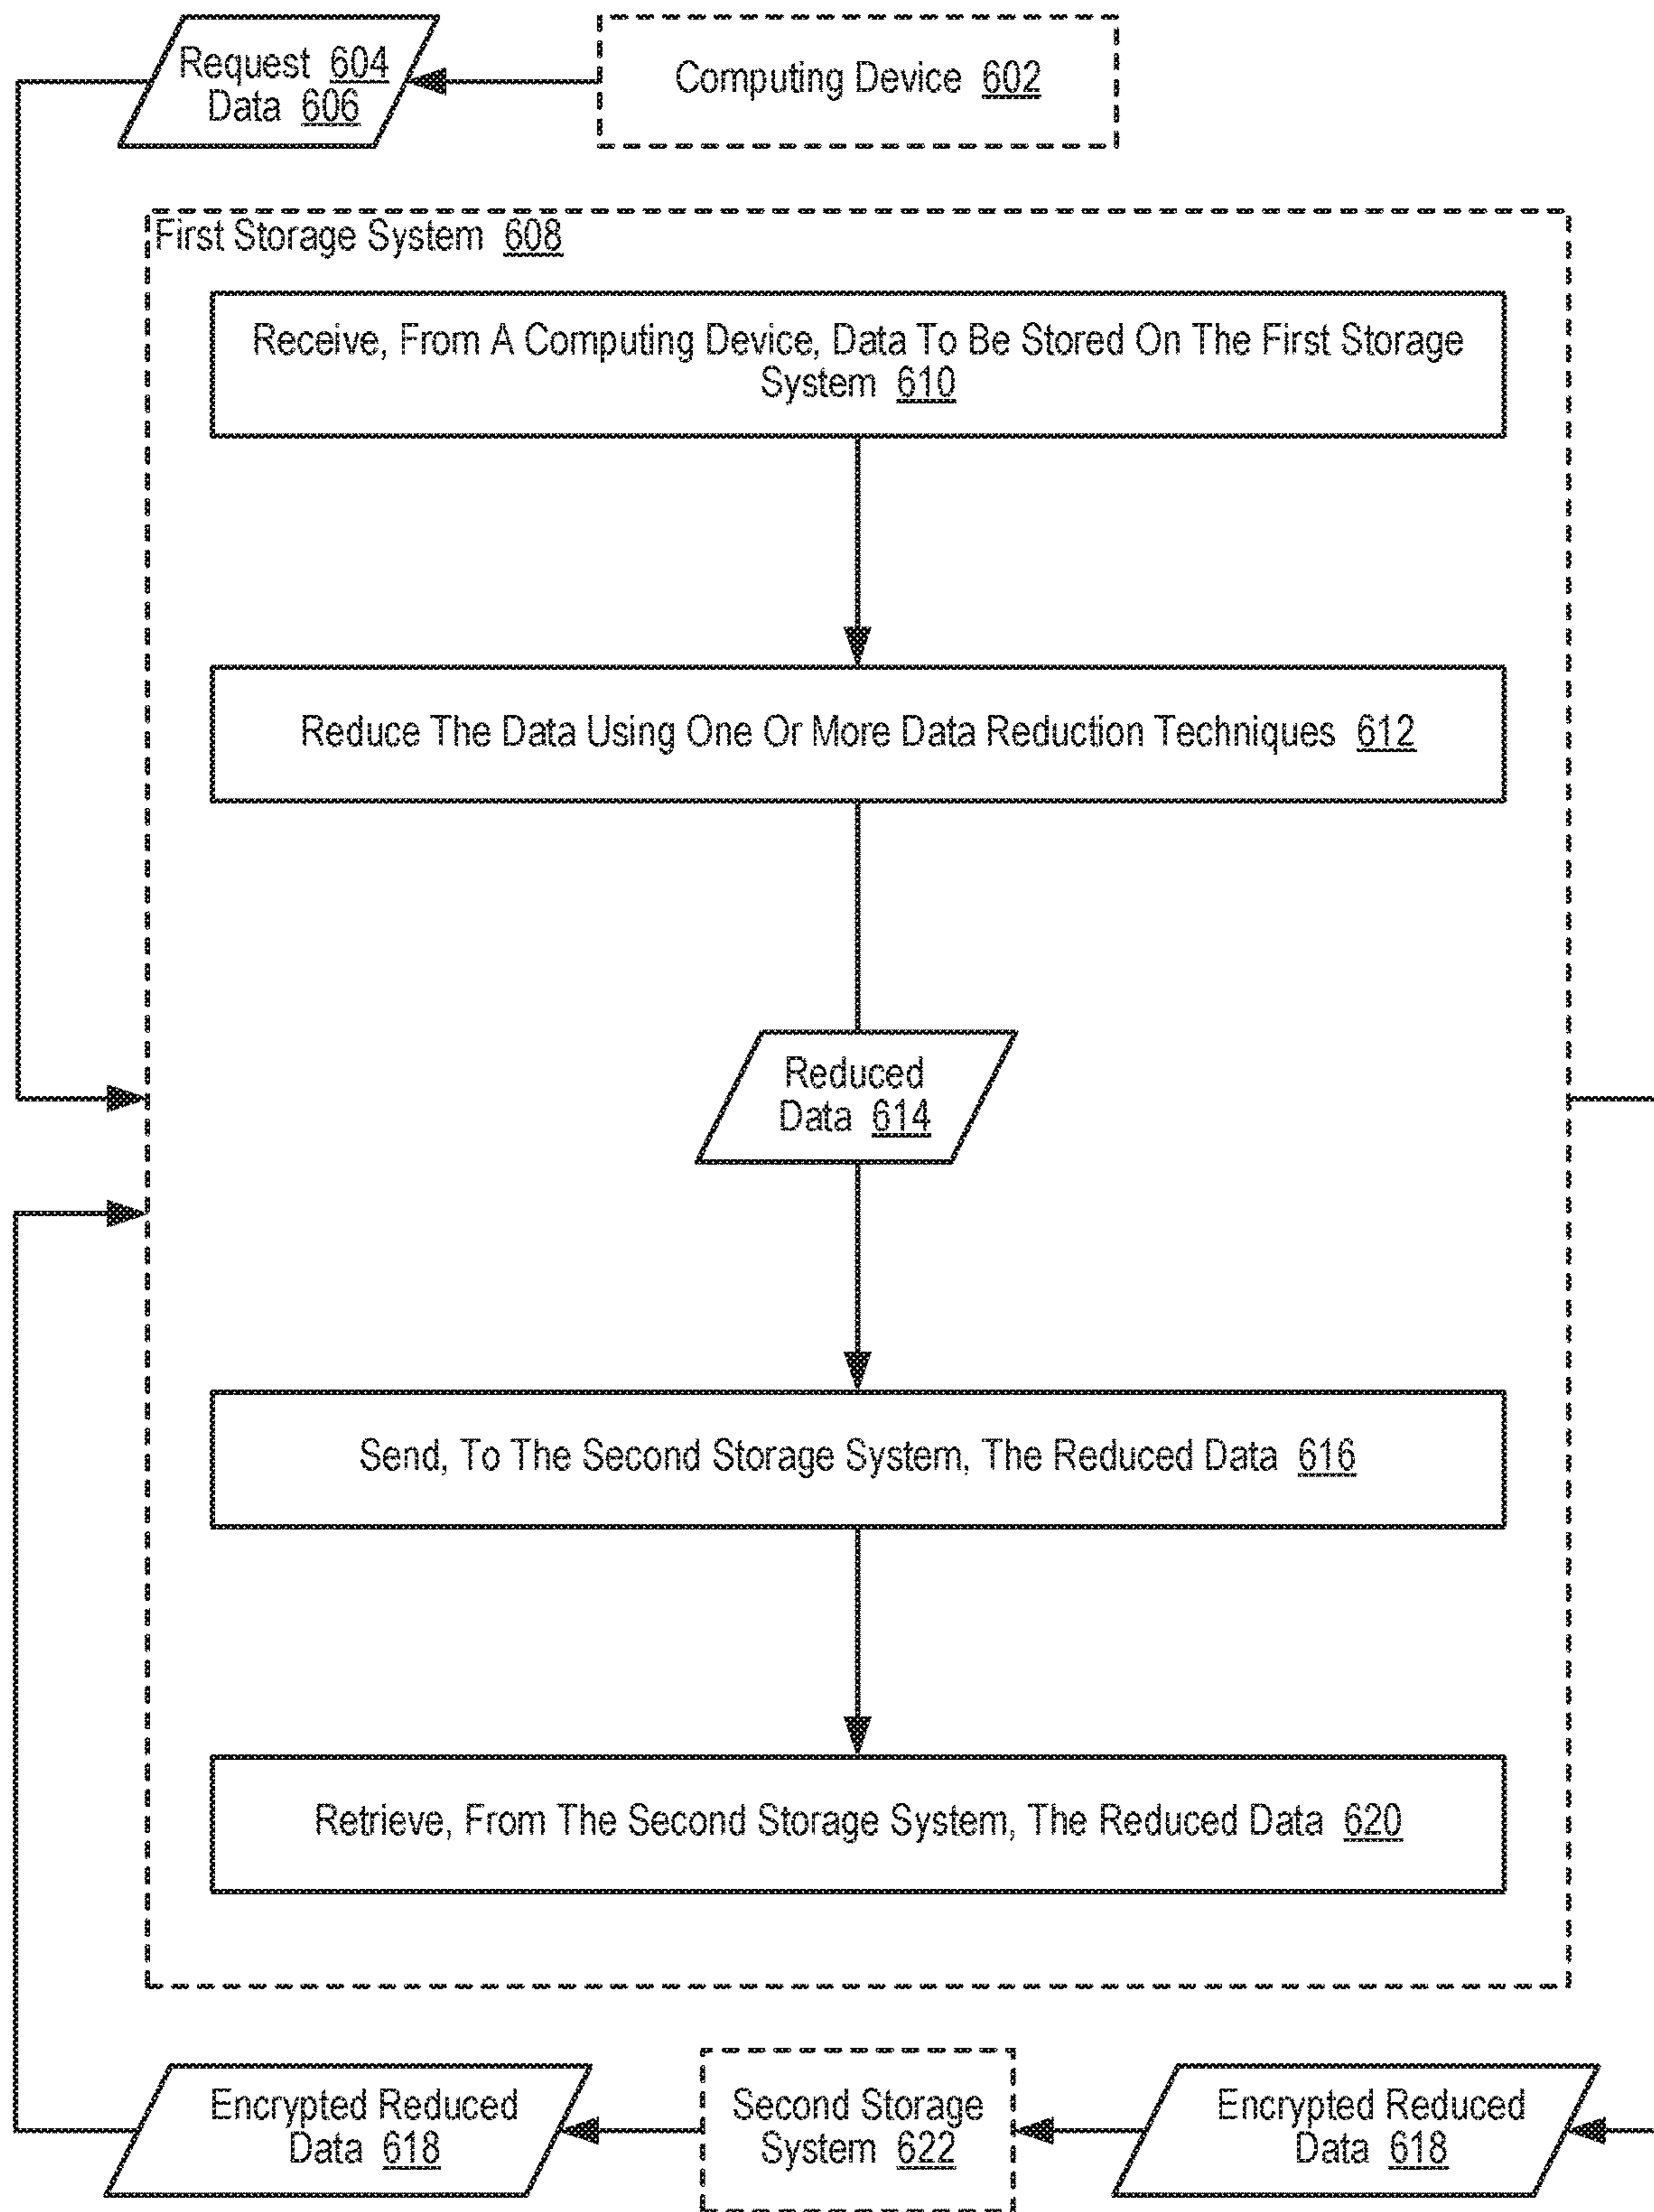 Request 604
Data 606
Computing Device 602
First Storage System 608
Receive, From A Computing Device, Data To Be Stored On The First Storage
System 610
Reduce The Data Using One Or More Data Reduction Techniques 612
Reduced
Data 614
Send, To The Second Storage System, The Reduced Data 616
Retrieve, From The Second Storage System, The Reduced Data 620
Encrypted Reduced
Data 618
Second Storage
System 622
Encrypted Reduced
Data 618